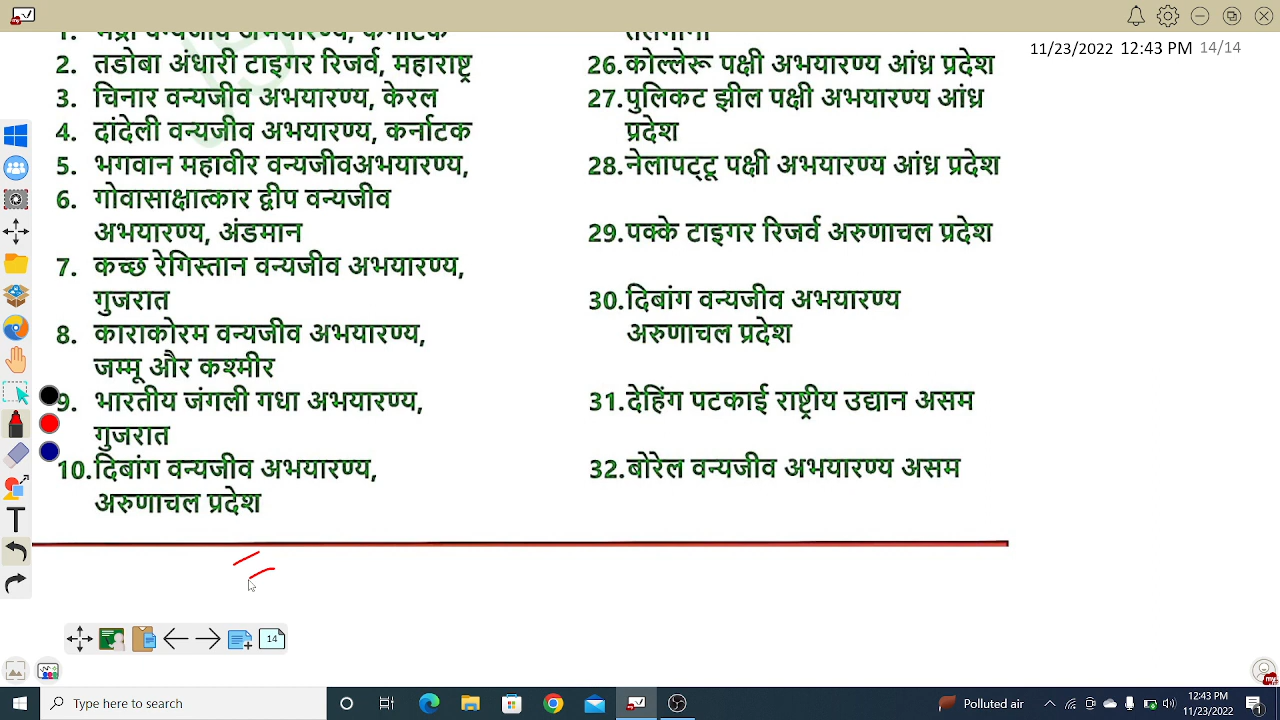 11/23/2022 12:43 PM 14/14
2. तडोबा अंधारी टाइगर रिजर्व, महाराष्ट्र
3. चिनार वन्यजीव अभयारण्य, केरल
4. दांदेली वन्यजीव अभयारण्य, कर्नाटक
5. भगवान महावीर वन्यजीवअभयारण्य,
6. गोवासाक्षात्कार द्वीप वन्यजीव
अभयारण्य, अंडमान
7. कच्छ रेगिस्तान वन्यजीव अभयारण्य,
गुजरात
8. काराकोरम वन्यजीव अभयारण्य,
जम्मू और कश्मीर
9. भारतीय जंगली गधा अभयारण्य,
गुजरात
10. दिबांग वन्यजीव अभयारण्य,
अरुणाचल प्रदेश
26. कोल्लेरू पक्षी अभयारण्य आंध्र प्रदेश
27. पुलिकट झील पक्षी अभयारण्य आंध्र
प्रदेश
28. नेलापट्टू पक्षी अभयारण्य आंध्र प्रदेश
29. पक्के टाइगर रिजर्व अरुणाचल प्रदेश
30. दिबांग वन्यजीव अभयारण्य
अरुणाचल प्रदेश
31. देहिंग पटकाई राष्ट्रीय उद्यान असम
32. बोरेल वन्यजीव अभयारण्य असम
14
Type here to search
Polluted air
12:43 PM
11/23/2022